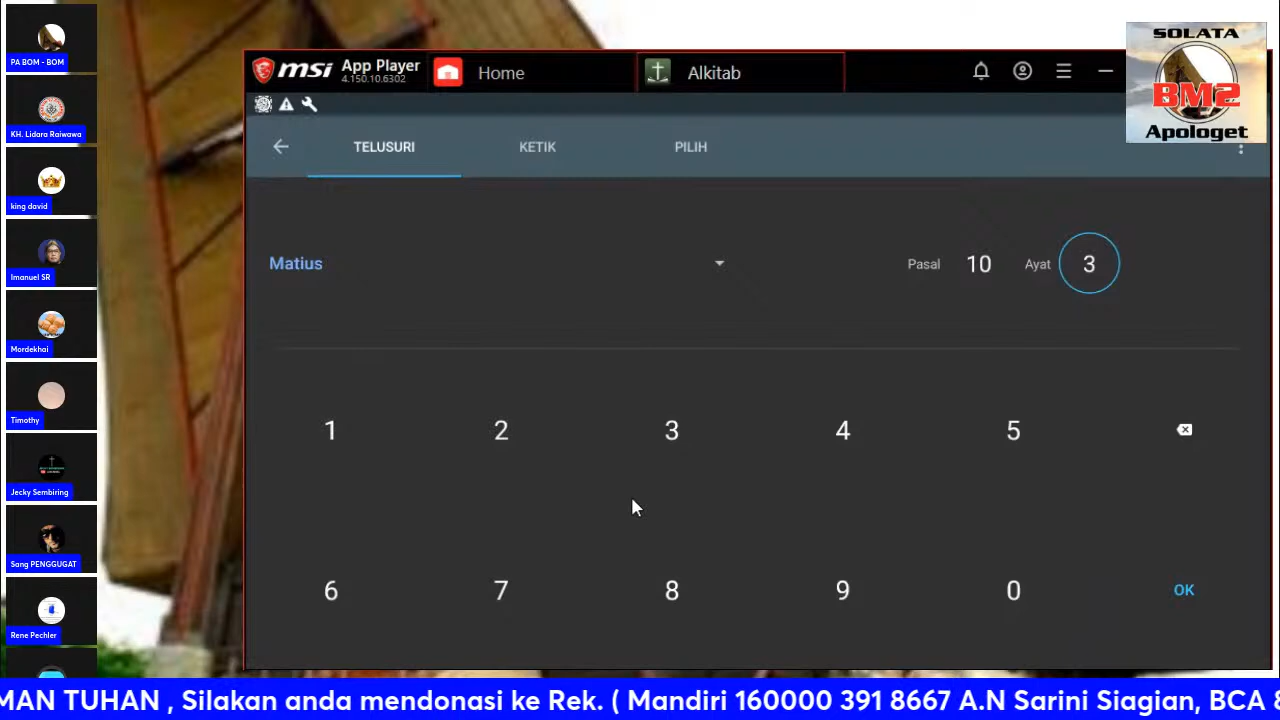 PA BOM - BOM
KH. Lidara Raiwawa
king david
Imanuel SR
Mordekhai
Timothy
Jecky Sembiring
Sang PENGGUGAT
Rene Pechler
msi App Player
4.150.10.6302
Home
Alkitab
SOLATA
BM2
Apologet
TELUSURI KETIK PILIH
Matius
Pasal 10 Ayat 3
1 2 3 4 5
6 7 8 9 0 OK
MAN TUHAN , Silakan anda mendonasi ke Rek. ( Mandiri 160000 391 8667 A.N Sarini Siagian, BCA 8